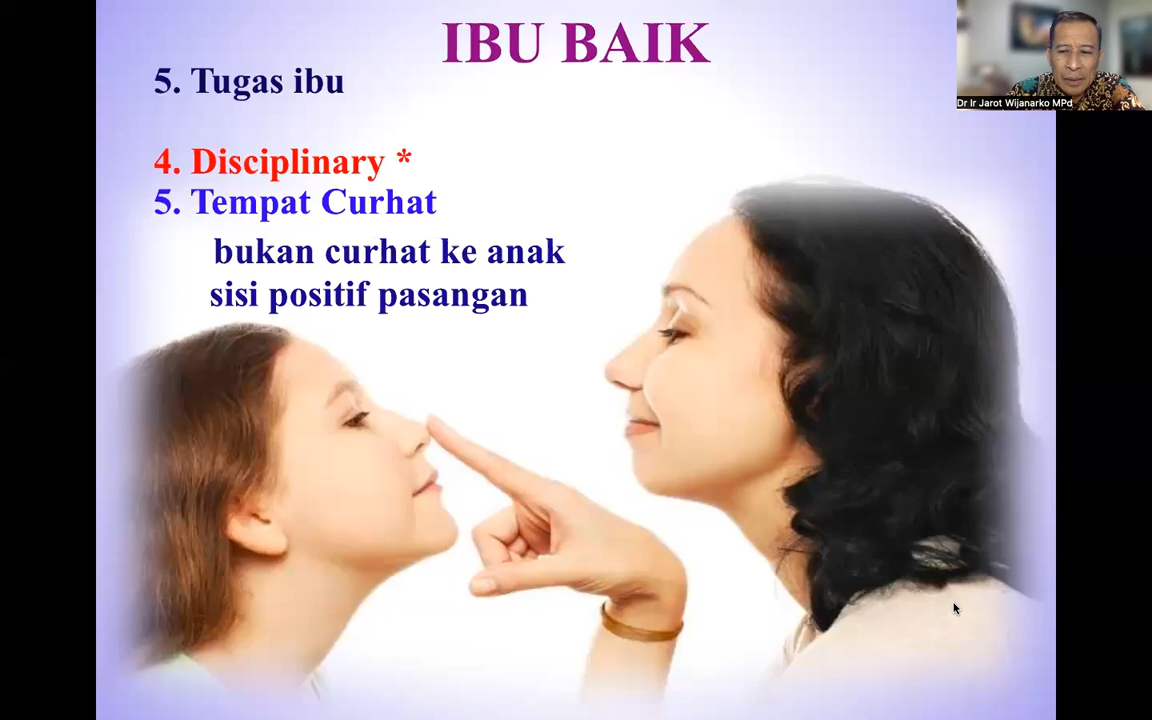 IBU BAIK
5. Tugas ibu
4. Disciplinary *
5. Tempat Curhat
bukan curhat ke anak
sisi positif pasangan
Dr Ir Jarot Wijanarko MPd